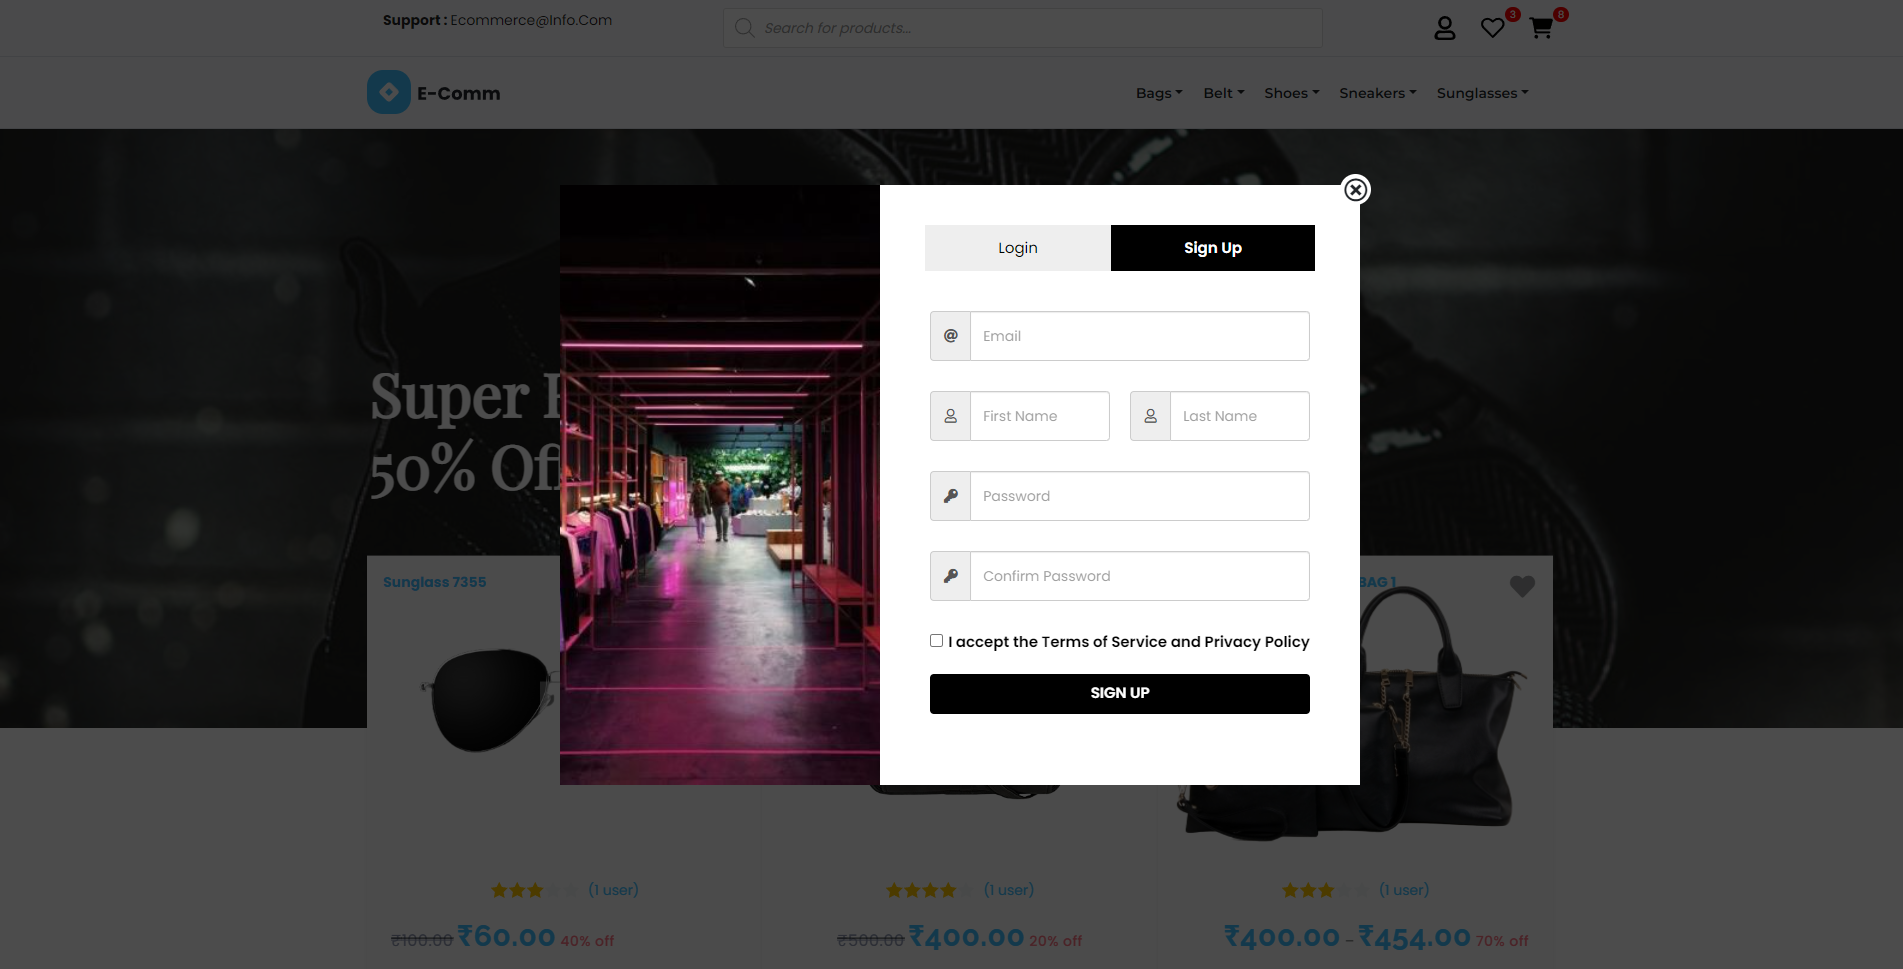 Support : Ecommerce@Info.Com
Search for products...
3
8
E-Comm
Bags
Belt
Shoes
Sneakers
Sunglasses
Login
Sign Up
Email
First Name
Last Name
Password
Confirm Password
I accept the Terms of Service and Privacy Policy
SIGN UP
Super
50% Of
Sunglass 7355
BAG 1
(1 user)
(1 user)
(1 user)
₹100.00 ₹60.00 40% off
₹500.00 ₹400.00 20% off
₹400.00 – ₹454.00 70% off